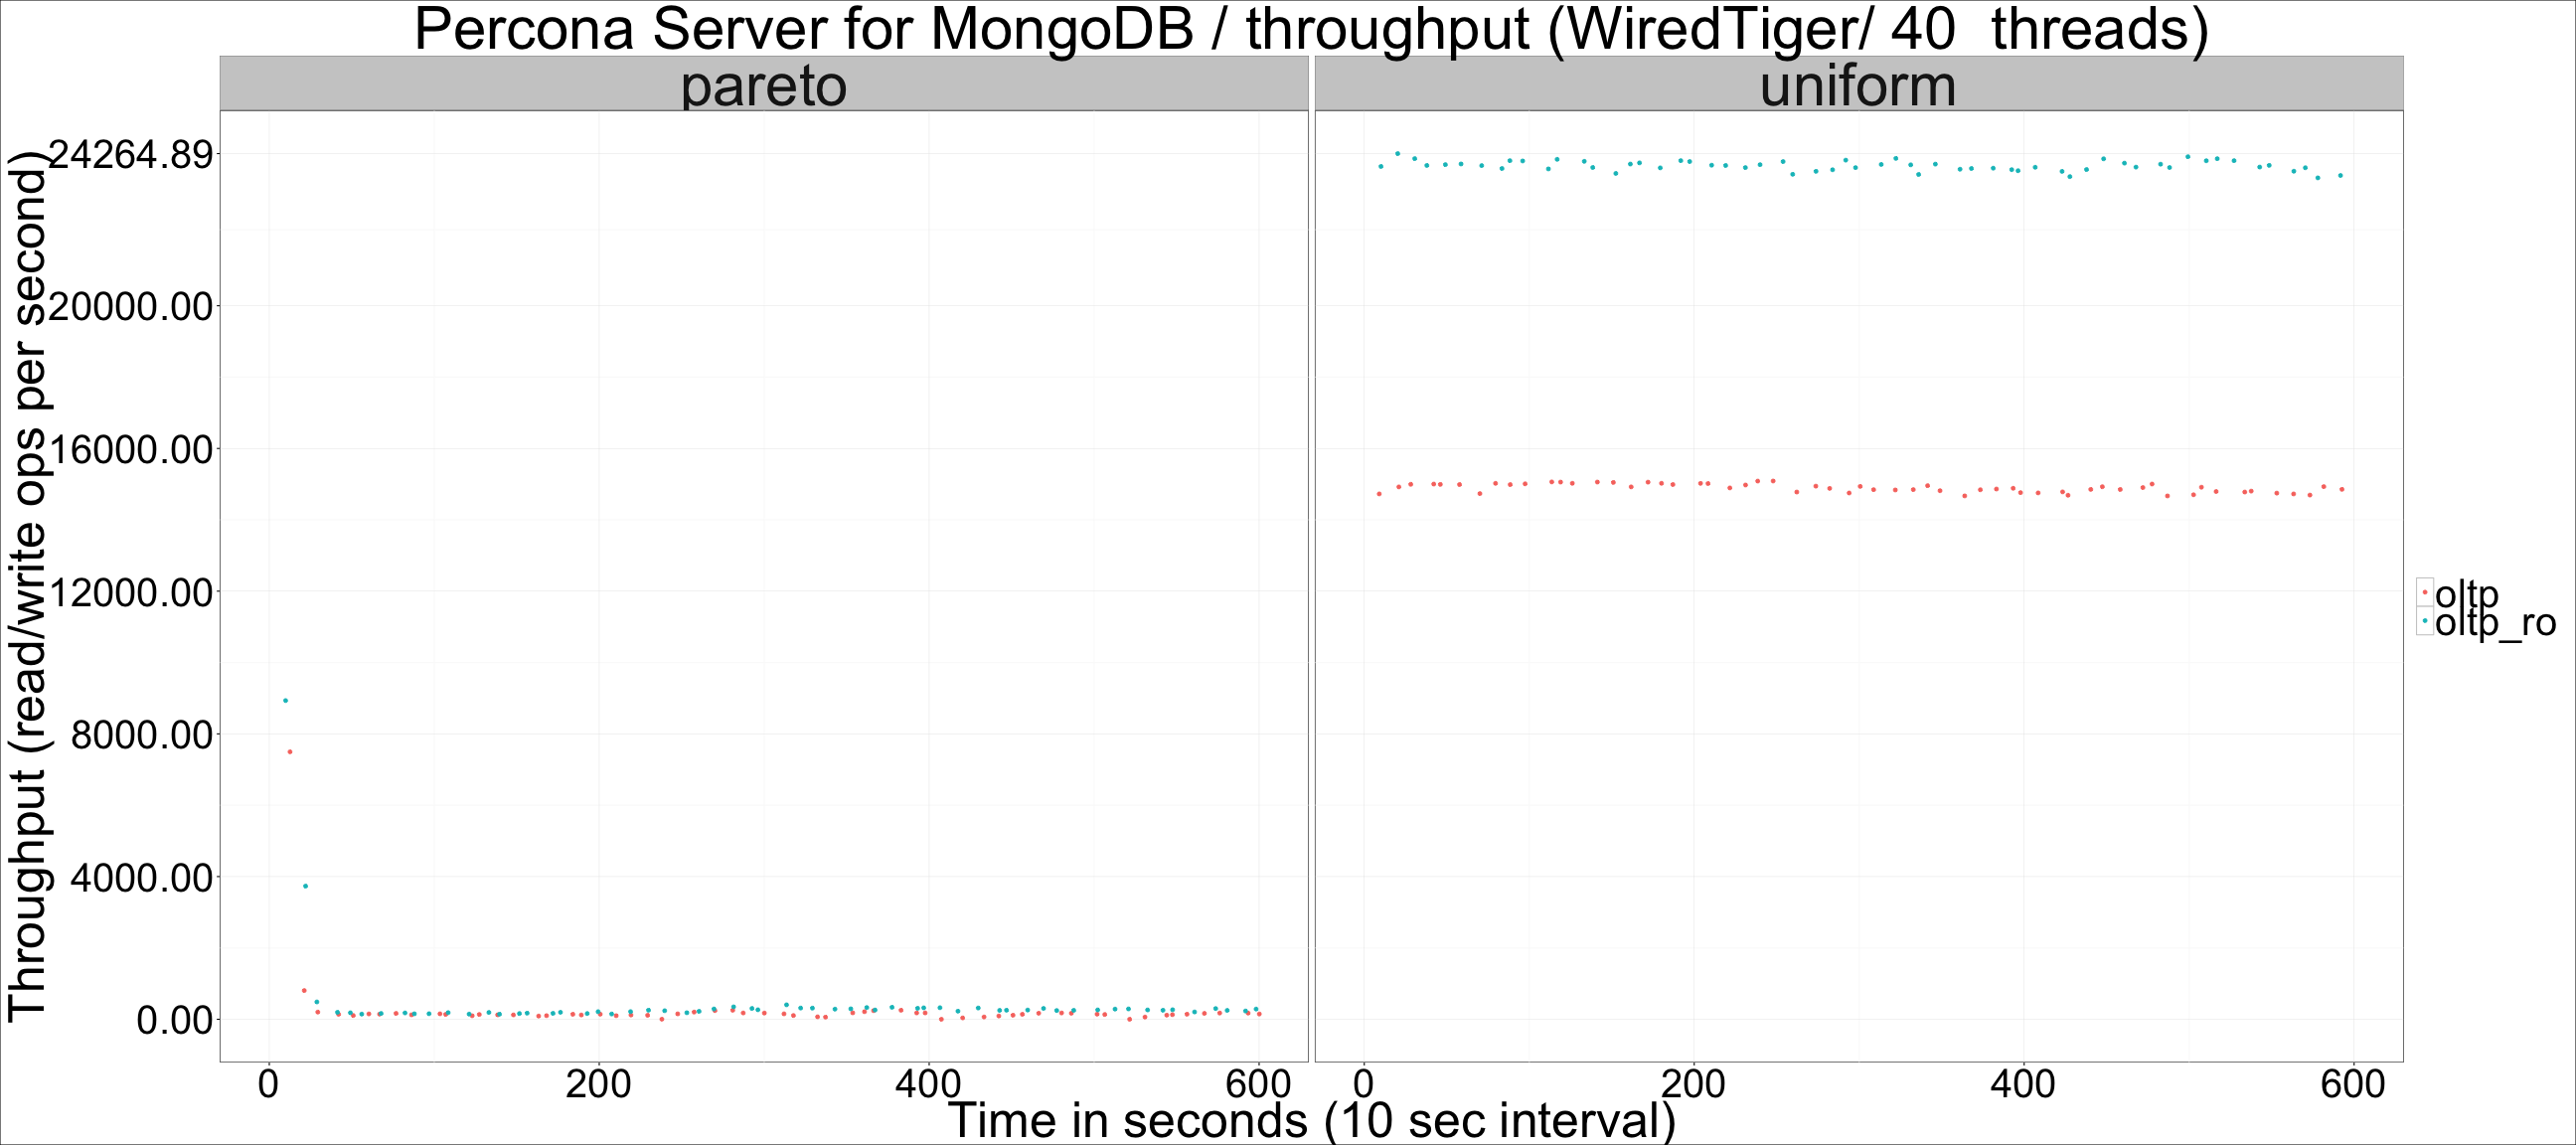 Percona Server for MongoDB / throughput (WiredTiger/ 40  threads)
pareto
uniform
Throughput (read/write ops per second)
24264.89
20000.00
16000.00
12000.00
8000.00
4000.00
0.00
0 200 400 600
0 200 400 600
Time in seconds (10 sec interval)
oltp
oltp_ro